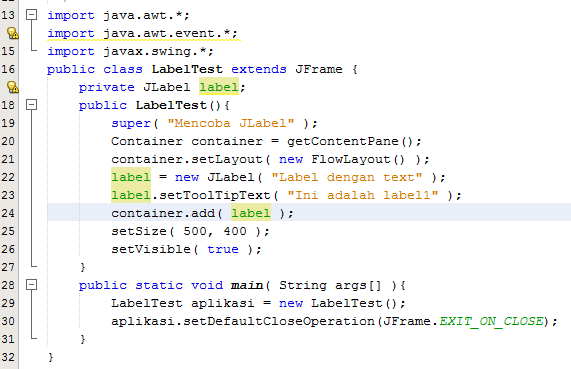 13 import java.awt.*;
import java.awt.event.*;
15 import javax.swing.*;
16 public class LabelTest extends JFrame {
private JLabel label;
18 public LabelTest(){
19 super( "Mencoba JLabel" );
20 Container container = getContentPane();
21 container.setLayout( new FlowLayout() );
22 label = new JLabel( "Label dengan text" );
23 label.setToolTipText( "Ini adalah label1" );
24 container.add( label );
25 setSize( 500, 400 );
26 setVisible( true );
27 }
28 public static void main( String args[] ){
29 LabelTest aplikasi = new LabelTest();
30 aplikasi.setDefaultCloseOperation(JFrame.EXIT_ON_CLOSE);
31 }
32 }